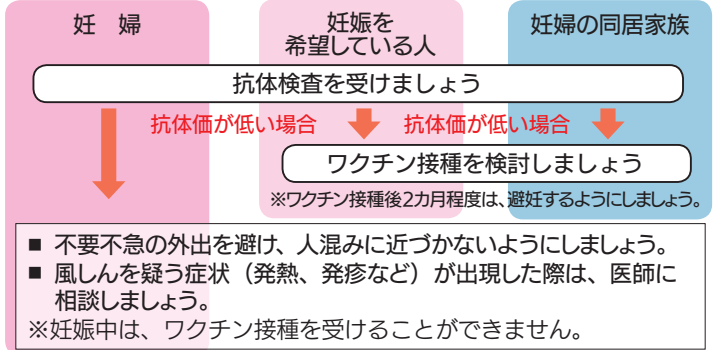 妊　婦
妊娠を
希望している人
妊婦の同居家族
抗体検査を受けましょう
抗体価が低い場合
抗体価が低い場合
ワクチン接種を検討しましょう
※ワクチン接種後2カ月程度は、避妊するようにしましょう。
■ 不要不急の外出を避け、人混みに近づかないようにしましょう。
■ 風しんを疑う症状（発熱、発疹など）が出現した際は、医師に
相談しましょう。
※妊娠中は、ワクチン接種を受けることができません。